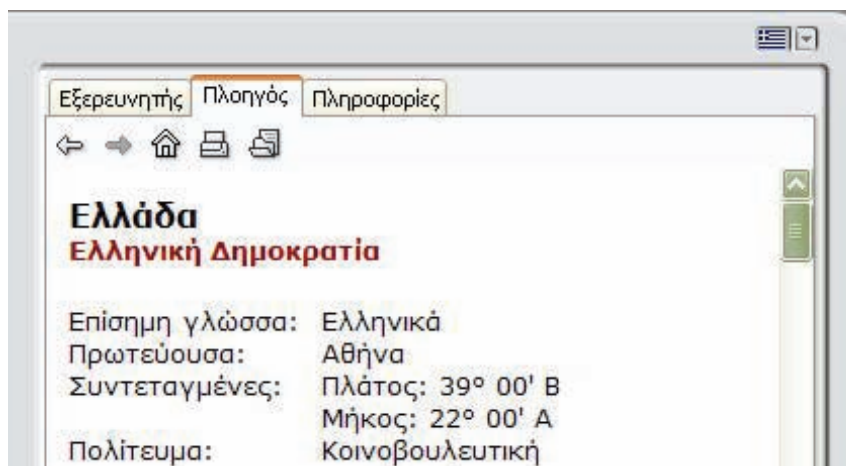 Εξερευνητής Πλοηγός Πληροφορίες
Ελλάδα
Ελληνική Δημοκρατία
Επίσημη γλώσσα: Ελληνικά
Πρωτεύουσα: Αθήνα
Συντεταγμένες: Πλάτος: 39° 00' Β
Μήκος: 22° 00' Α
Πολίτευμα: Κοινοβουλευτική